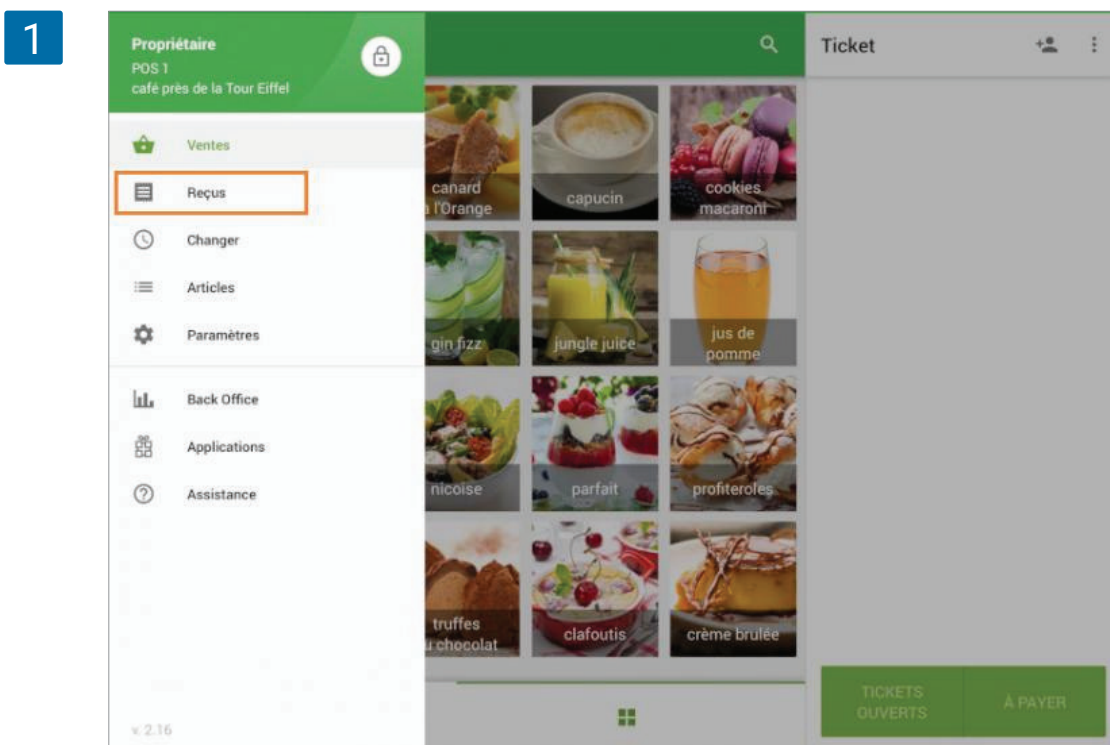 1
Propriétaire
POS 1
café près de la Tour Eiffel
Ventes
Reçus
Changer
Articles
Paramètres
Back Office
Applications
Assistance
v. 2.16
canard
l'Orange
capucin
cookies
macaroni
gin fizz
jungle juice
jus de
pomme
nicoise
parfait
profiteroles
truffes
u chocolat
clafoutis
crème brulée
Ticket
TICKETS
OUVERTS
À PAYER